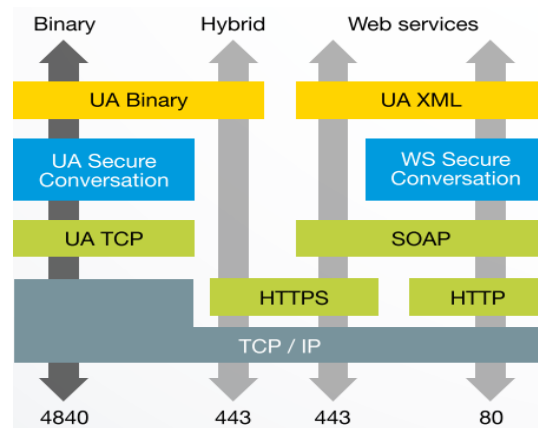 Binary
Hybrid
Web services
UA Binary
UA XML
UA Secure
Conversation
WS Secure
Conversation
UA TCP
SOAP
HTTPS
HTTP
TCP / IP
4840
443
443
80